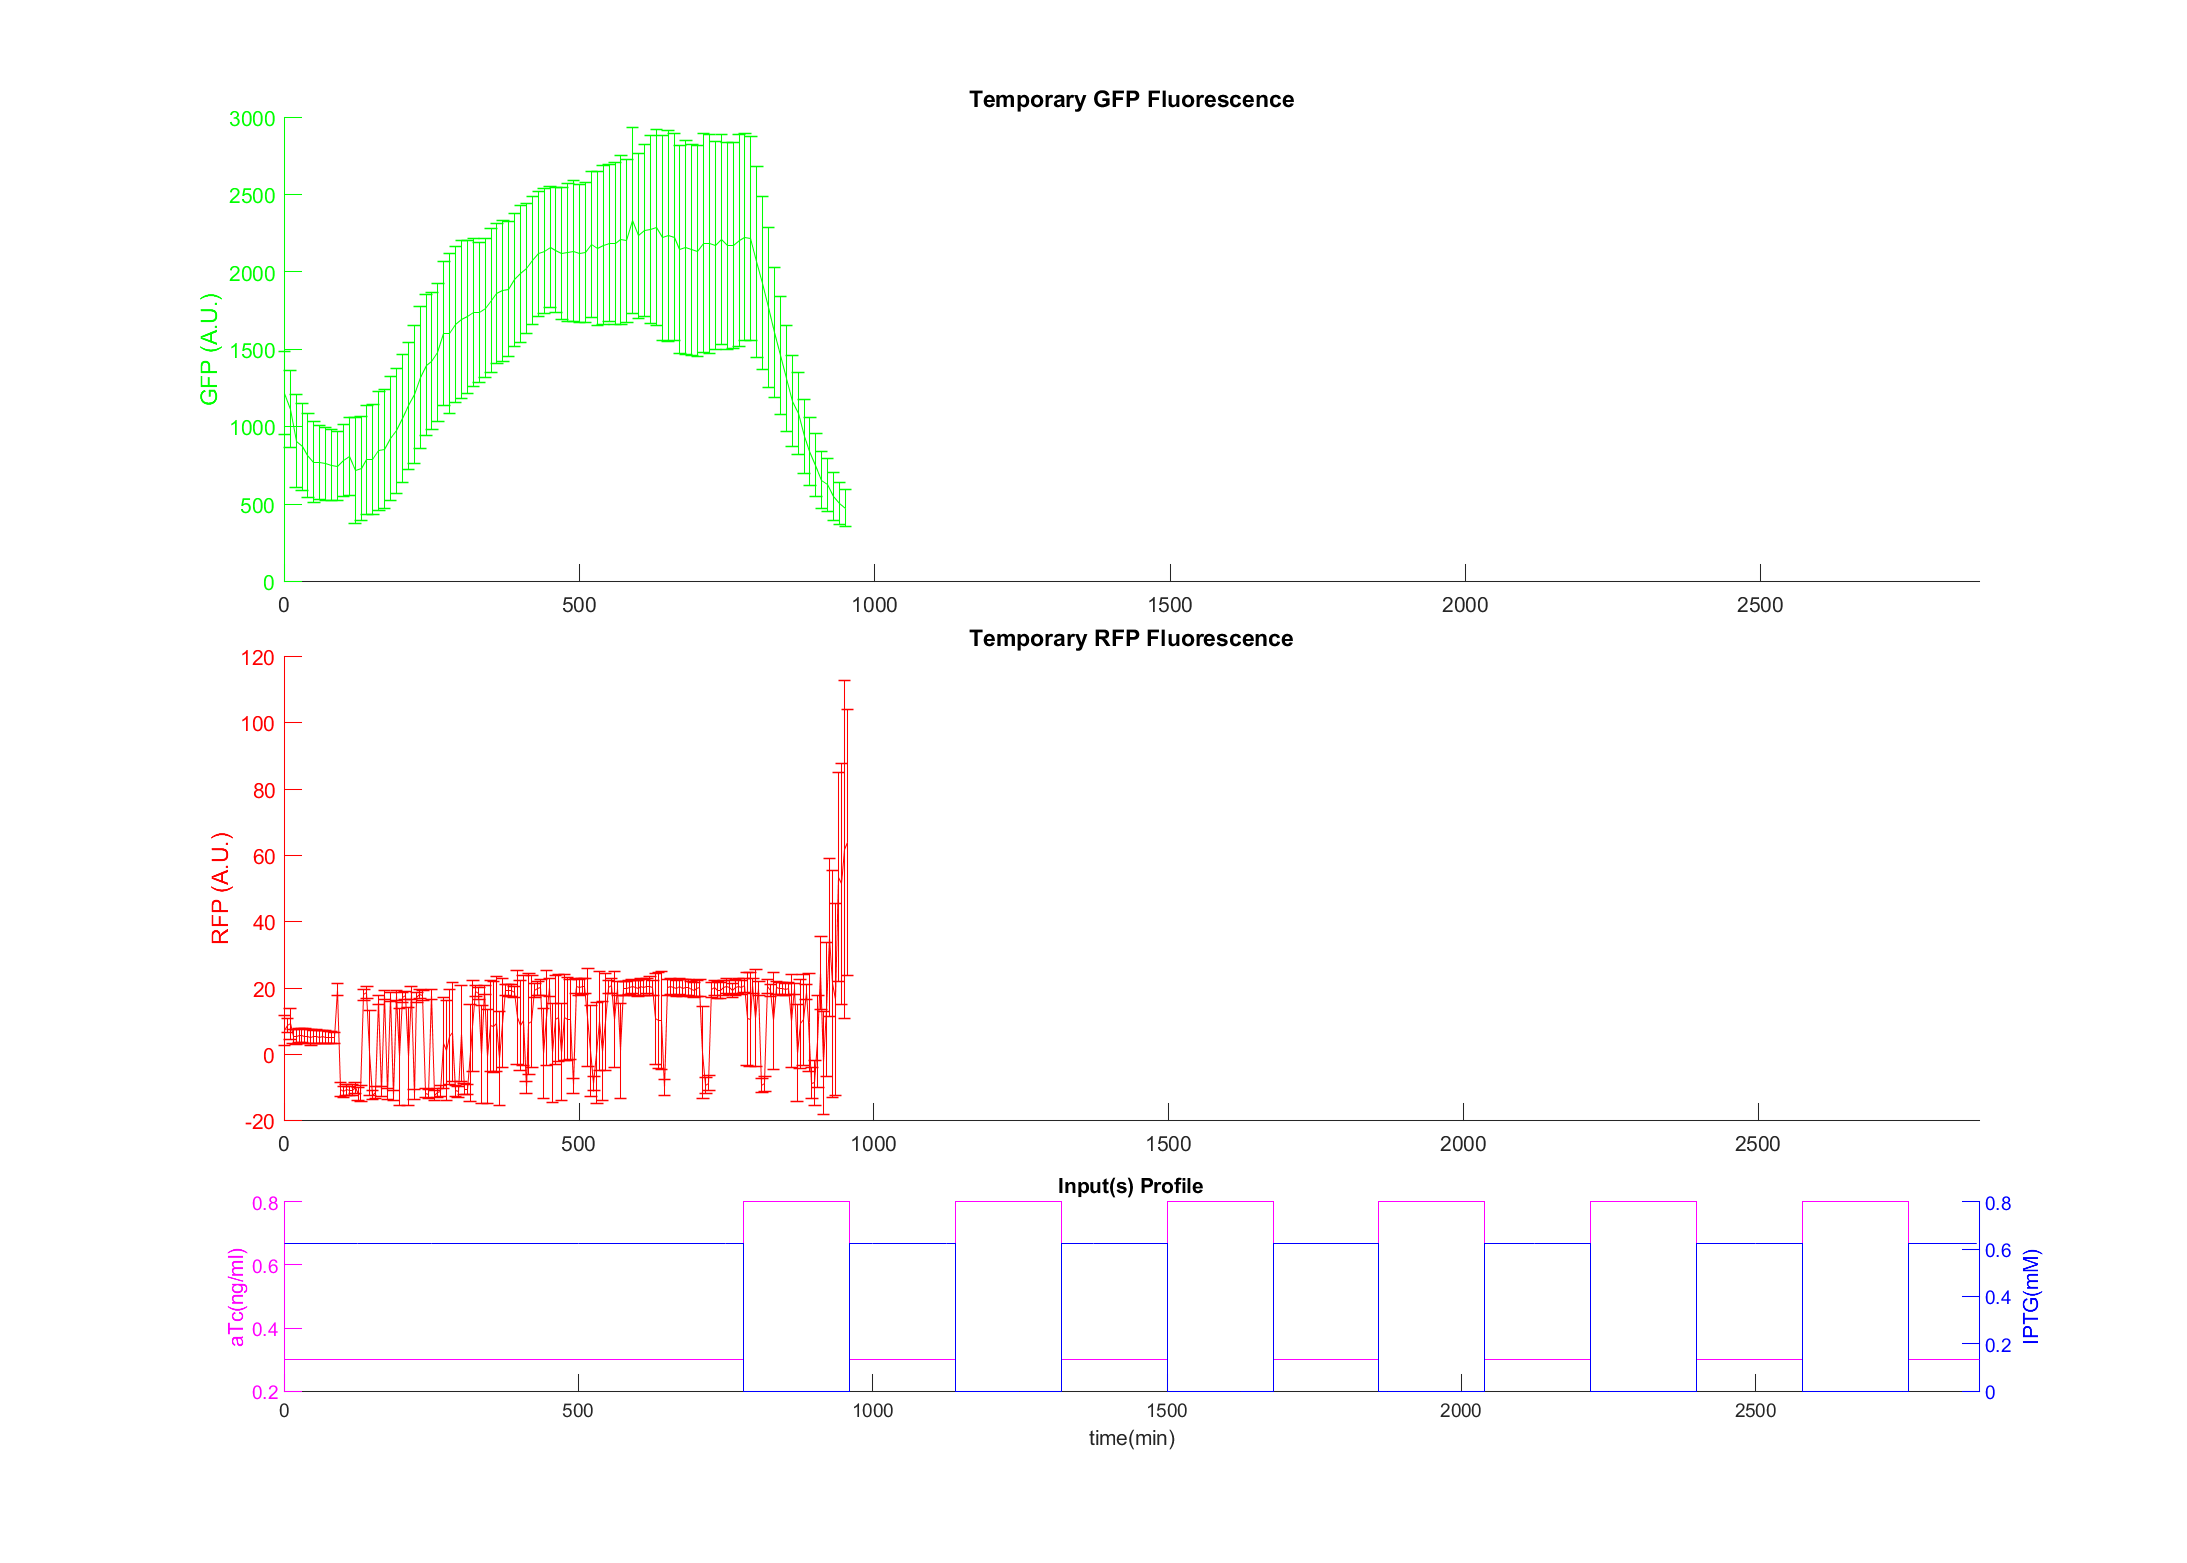 Temporary GFP Fluorescence
3000
2500
2000
1500
1000
500
0
GFP (A.U.)
0 500 1000 1500 2000 2500
Temporary RFP Fluorescence
120
100
80
60
40
20
0
-20
RFP (A.U.)
0 500 1000 1500 2000 2500
Input(s) Profile
0.8
0.6
0.4
0.2
aTc(ng/ml)
0.8
0.6
0.4
0.2
0
IPTG(mM)
0 500 1000 1500 2000 2500
time(min)